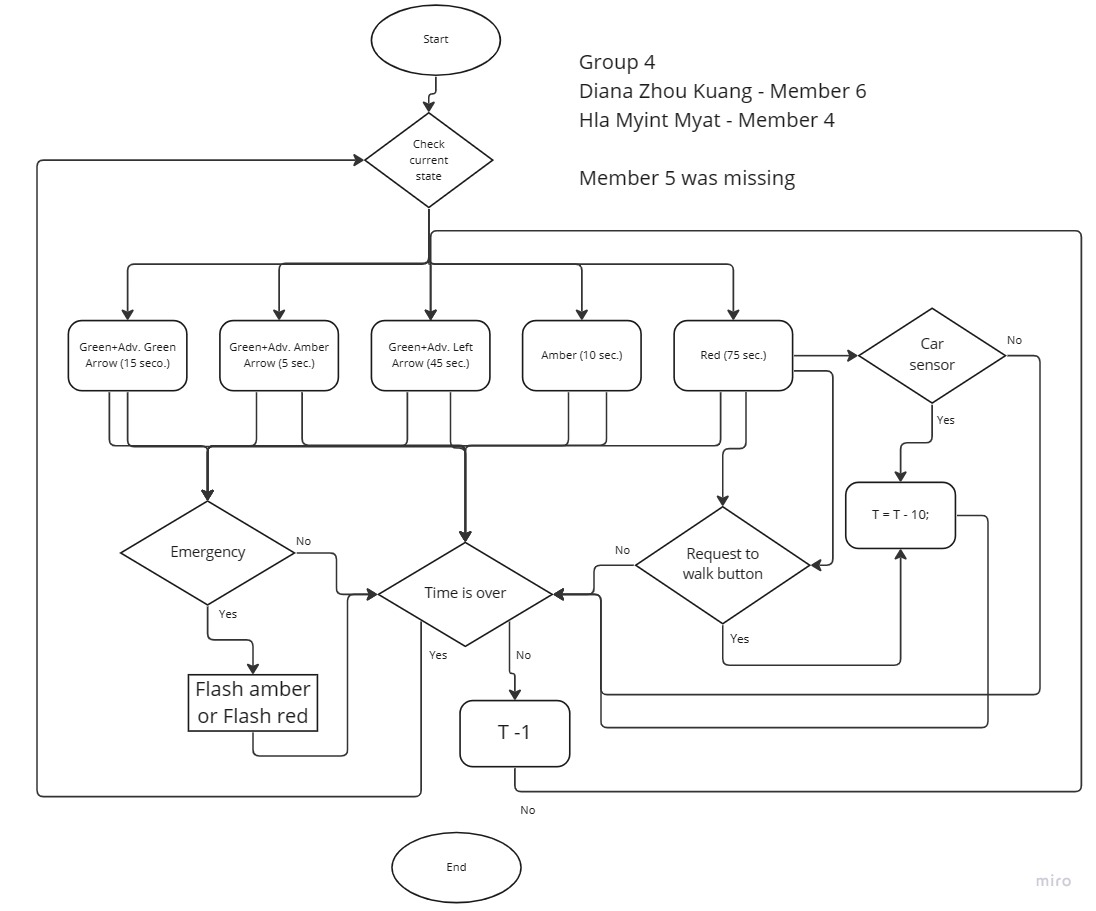 Start
Group 4
Diana Zhou Kuang - Member 6
Hla Myint Myat - Member 4
Member 5 was missing
Check
current
state
Green+Adv. Green
Arrow (15 seco.)
Green+Adv. Amber
Arrow (5 sec.)
Green+Adv. Left
Arrow (45 sec.)
Amber (10 sec.)
Red (75 sec.)
Car
sensor
No
Yes
T = T - 10;
Emergency
No
Yes
Time is over
Request to
walk button
No
Yes
Yes
No
Flash amber
or Flash red
T -1
No
End
miro